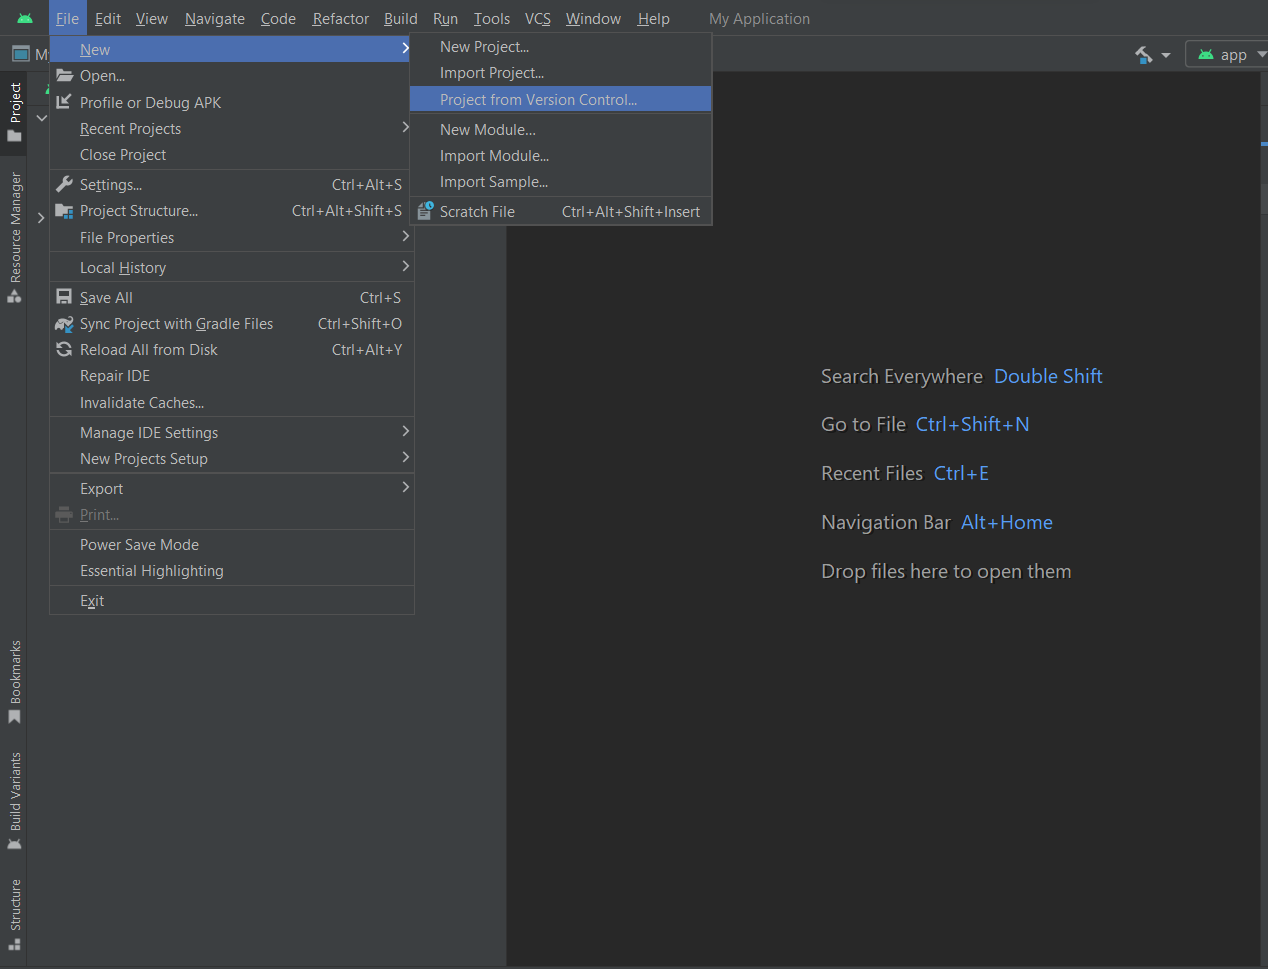 File Edit View Navigate Code Refactor Build Run Tools VCS Window Help My Application
app
New
Open...
Profile or Debug APK
Recent Projects
Close Project
Settings... Ctrl+Alt+S
Project Structure... Ctrl+Alt+Shift+S
File Properties
Local History
Save All Ctrl+S
Sync Project with Gradle Files Ctrl+Shift+O
Reload All from Disk Ctrl+Alt+Y
Repair IDE
Invalidate Caches...
Manage IDE Settings
New Projects Setup
Export
Print...
Power Save Mode
Essential Highlighting
Exit
New Project...
Import Project...
Project from Version Control...
New Module...
Import Module...
Import Sample...
Scratch File Ctrl+Alt+Shift+Insert
Project
Resource Manager
Bookmarks
Build Variants
Structure
Search Everywhere Double Shift
Go to File Ctrl+Shift+N
Recent Files Ctrl+E
Navigation Bar Alt+Home
Drop files here to open them